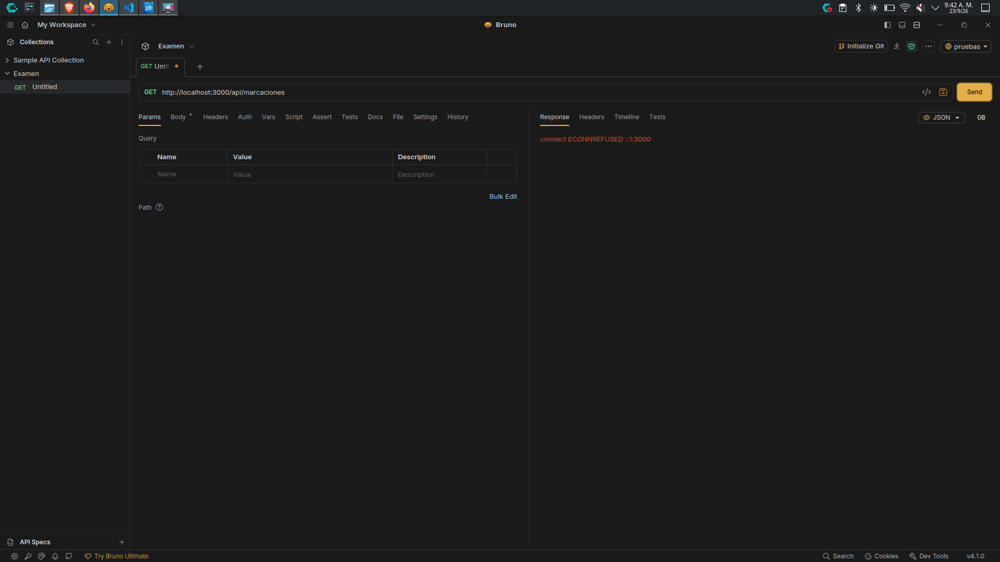 9:42 A. M.
23/9/26
My Workspace
Bruno
Collections
Sample API Collection
Examen
GET Untitled
Examen
Initialize Git
pruebas
GET Untit
GET http://localhost:3000/api/marcaciones
Send
Params Body Headers Auth Vars Script Assert Tests Docs File Settings History
Query
Name Value Description
Name Value Description
Bulk Edit
Path ?
Response Headers Timeline Tests
JSON
0B
connect ECONNREFUSED ::1:3000
API Specs
Try Bruno Ultimate
Search
Cookies
Dev Tools
v4.1.0